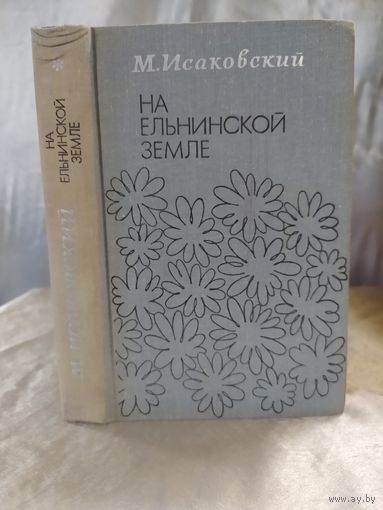 М.Исаковский
НА
ЕЛЬНИНСКОЙ
ЗЕМЛЕ
М.ИСАКОВСКИЙ
НА
ЕЛЬНИНСКОЙ
ЗЕМЛЕ
www.ay.by